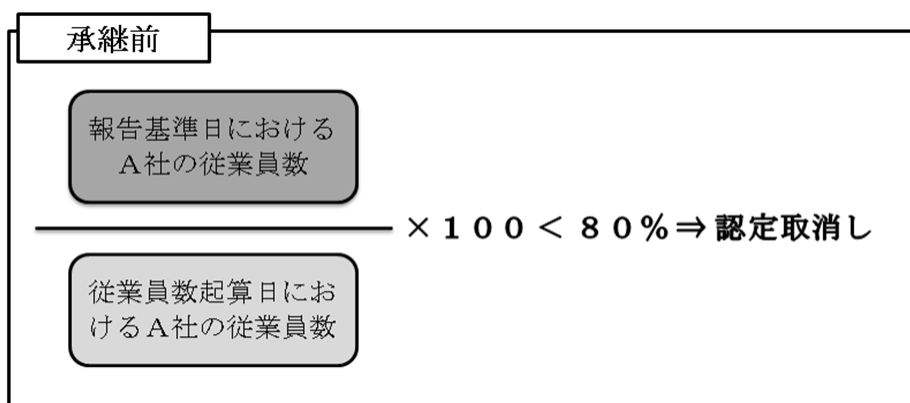 承継前
報告基準日における
Ａ社の従業員数
×１００＜８０％⇒認定取消し
従業員数起算日にお
けるＡ社の従業員数